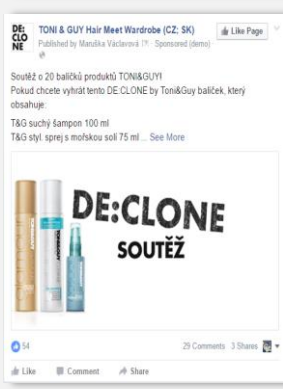 DE:
CLO
NE
TONI & GUY Hair Meet Wardrobe (CZ; SK)
Like Page
Published by Maruška Václavová [?] · Sponsored (demo) ·
Soutěž o 20 balíčků produktů TONI&GUY!
Pokud chcete vyhrát tento DE:CLONE by Toni&Guy balíček, který
obsahuje:
T&G suchý šampon 100 ml
T&G styl. sprej s mořskou solí 75 ml... See More
DE:CLONE
SOUTĚŽ
glamour
TONI&GUY
54
29 Comments 3 Shares
Like Comment Share